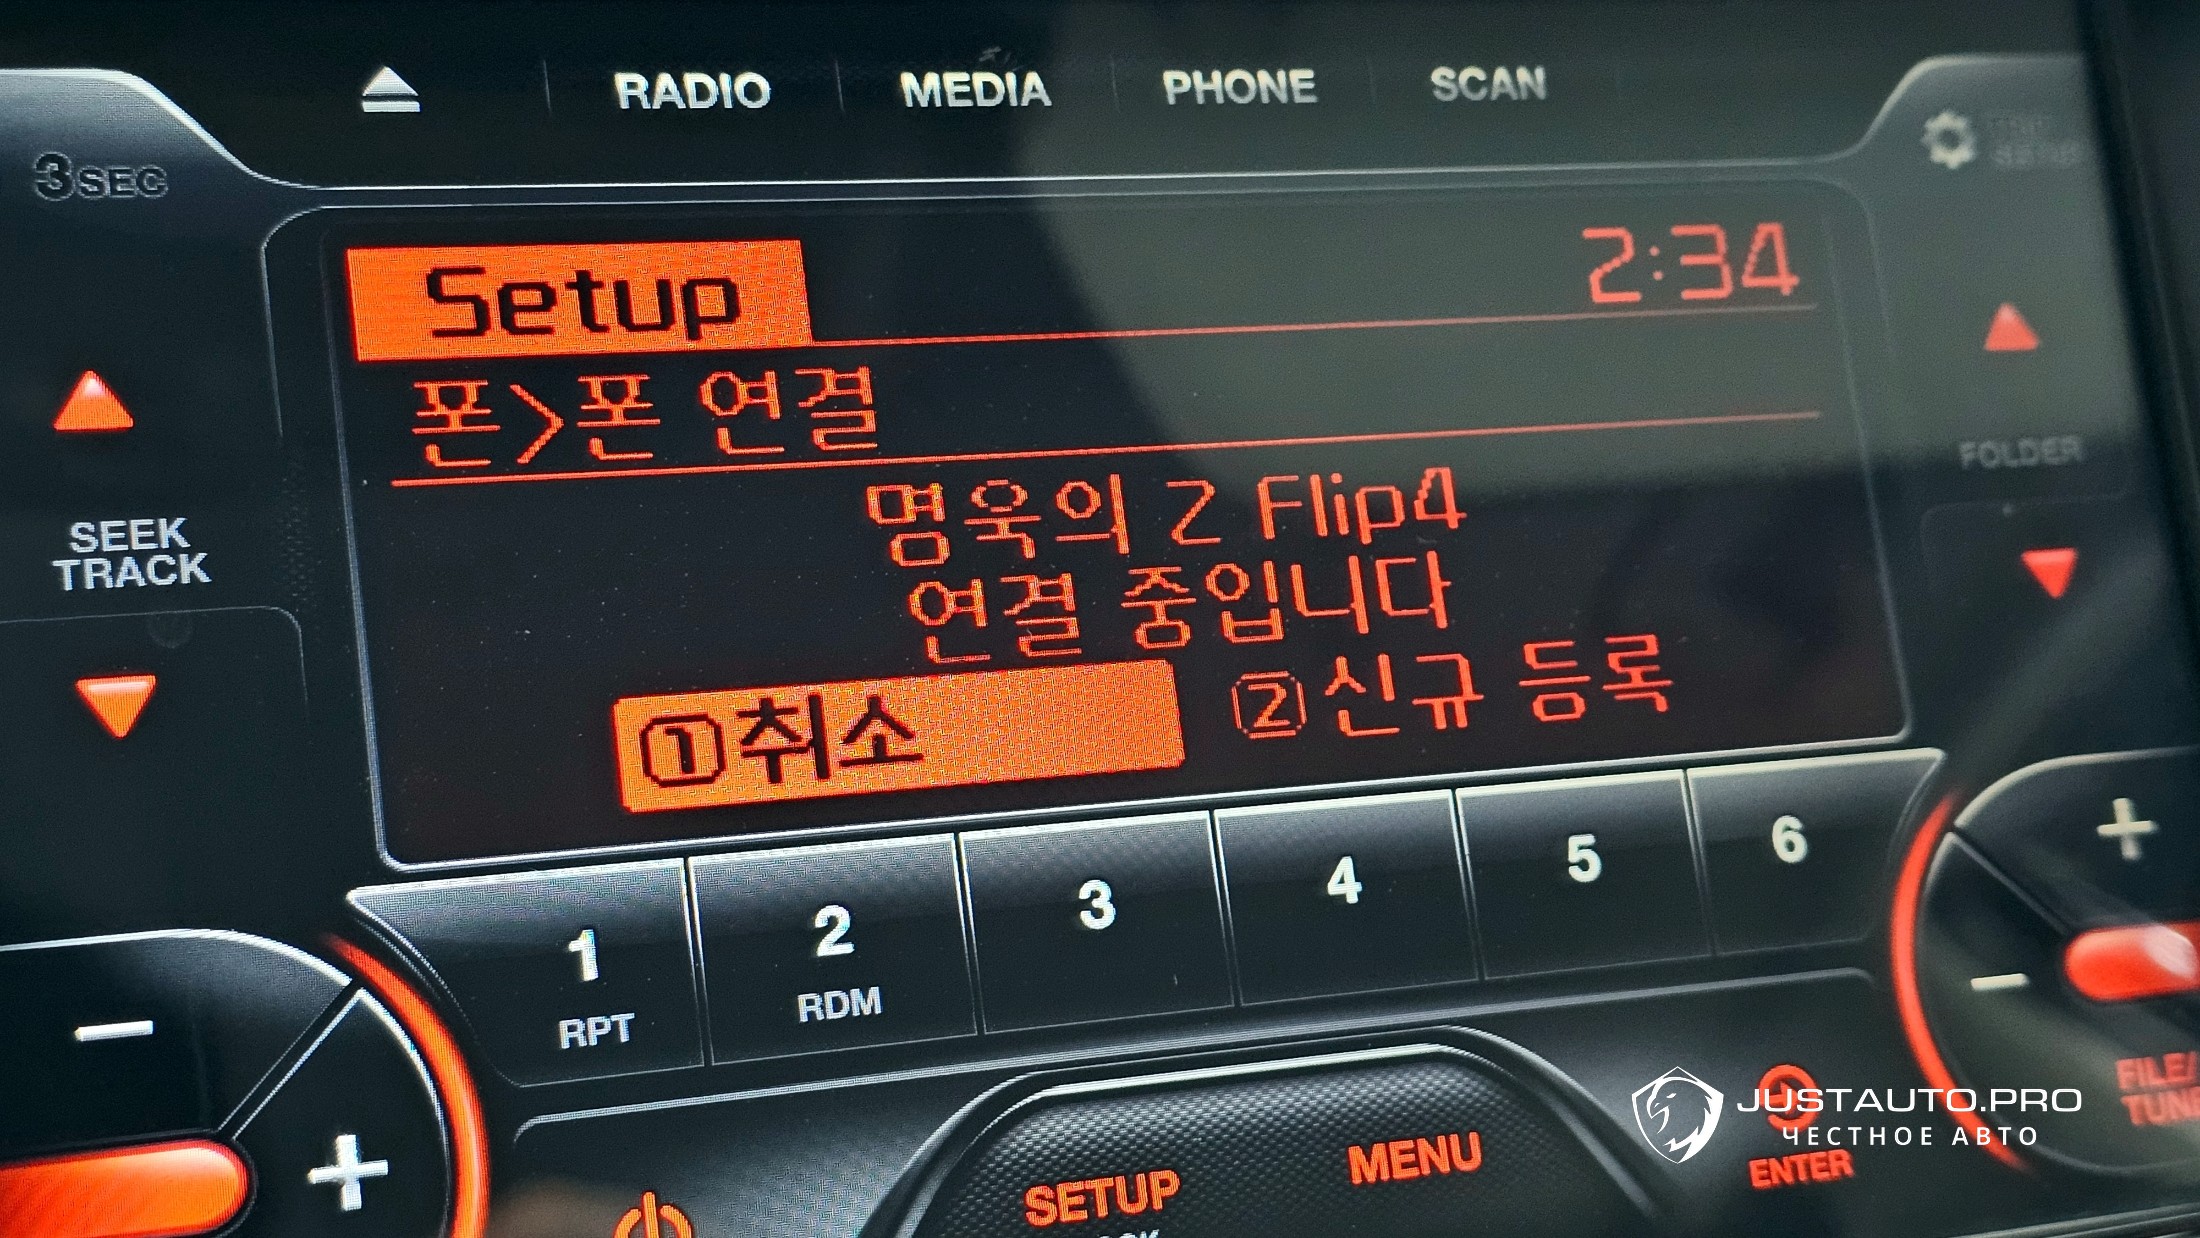 RADIO MEDIA PHONE SCAN
3SEC
Setup 2:34
폰>폰 연결
명욱의 Z Flip4
연결 중입니다
①취소 ②신규 등록
SEEK
TRACK
FOLDER
1 2 3 4 5 6
RPT RDM
SETUP MENU ENTER
FILE/
TUNE
JUSTAUTO.PRO
ЧЕСТНОЕ АВТО